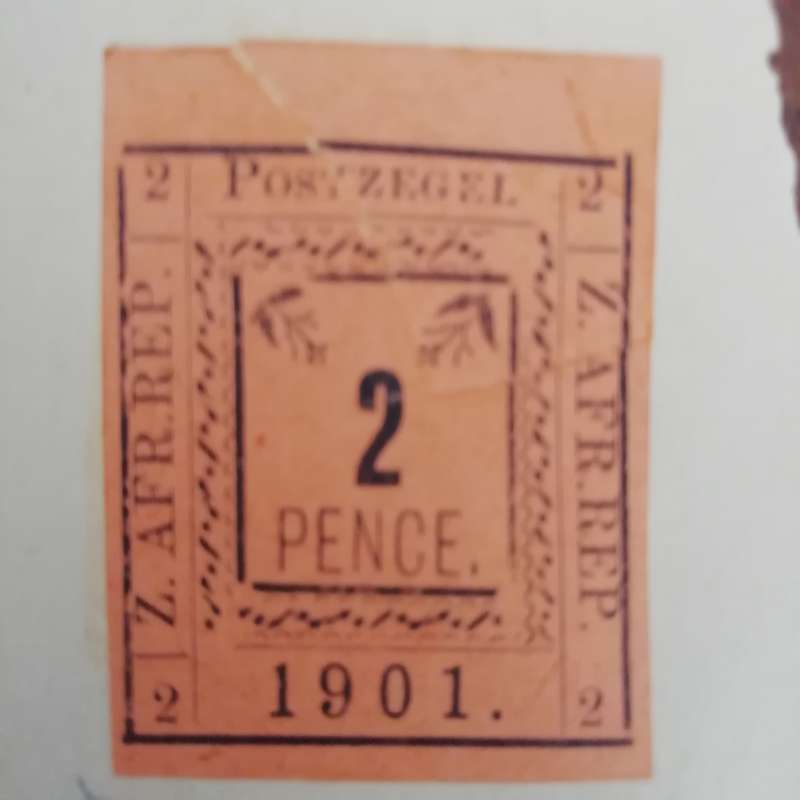 2 POSTZEGEL 2
Z. AFR. REP.
2
PENCE.
Z. AFR. REP.
2 1901. 2